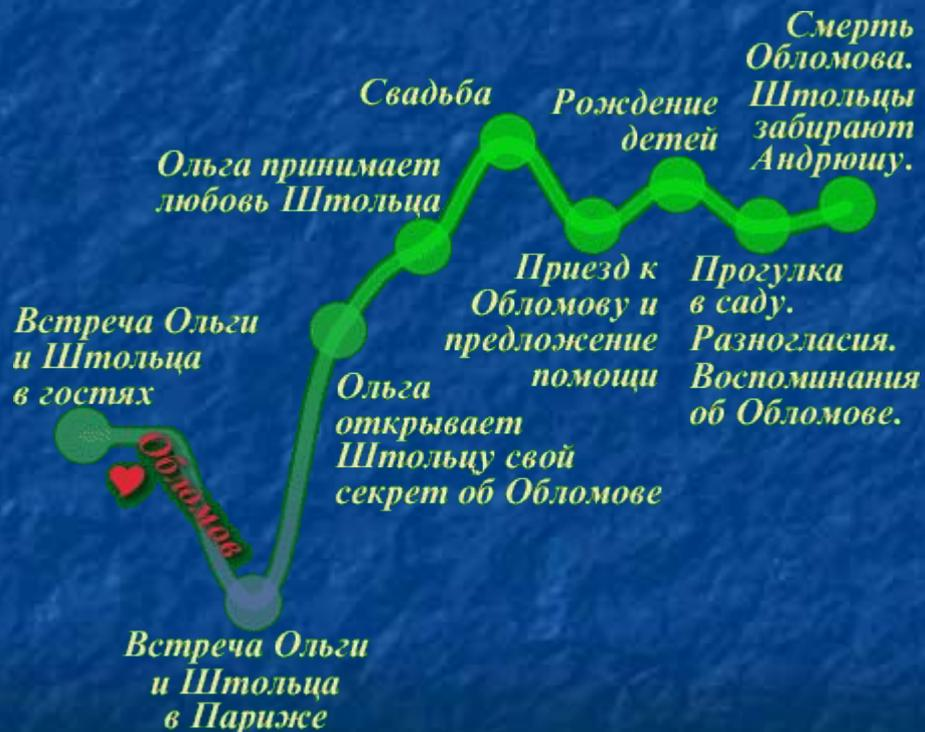 Встреча Ольги
и Штольца
в гостях
Обломов
Встреча Ольги
и Штольца
в Париже
Ольга
открывает
Штольцу свой
секрет об Обломове
Ольга принимает
любовь Штольца
Свадьба
Приезд к
Обломову и
предложение
помощи
Рождение
детей
Прогулка
в саду.
Разногласия.
Воспоминания
об Обломове.
Смерть
Обломова.
Штольцы
забирают
Андрюшу.